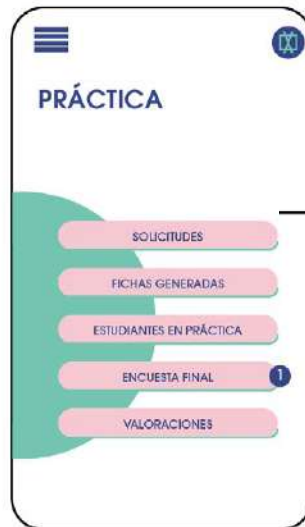 PRÁCTICA
SOLICITUDES
FICHAS GENERADAS
ESTUDIANTES EN PRÁCTICA
ENCUESTA FINAL
1
VALORACIONES